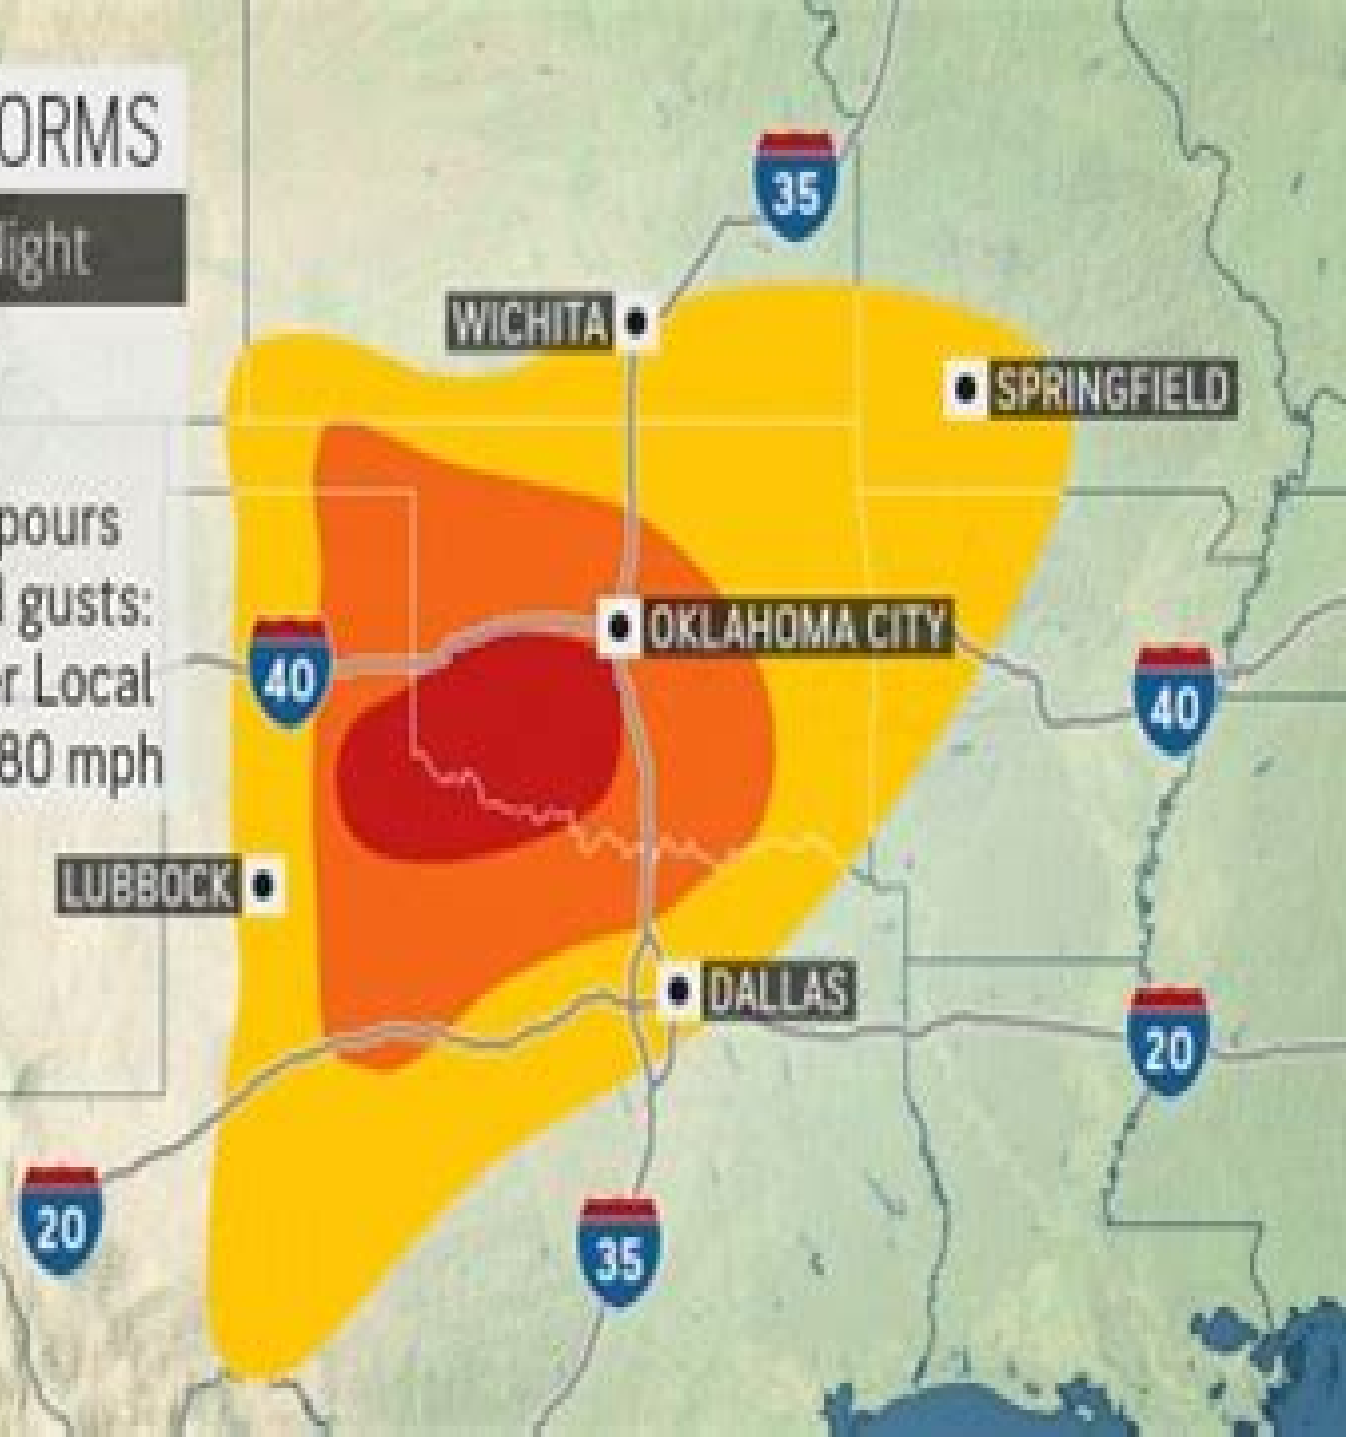 ORMS
light
pours
gusts:
r Local
80 mph
35
WICHITA
SPRINGFIELD
OKLAHOMA CITY
40
40
LUBBOCK
DALLAS
20
20
35